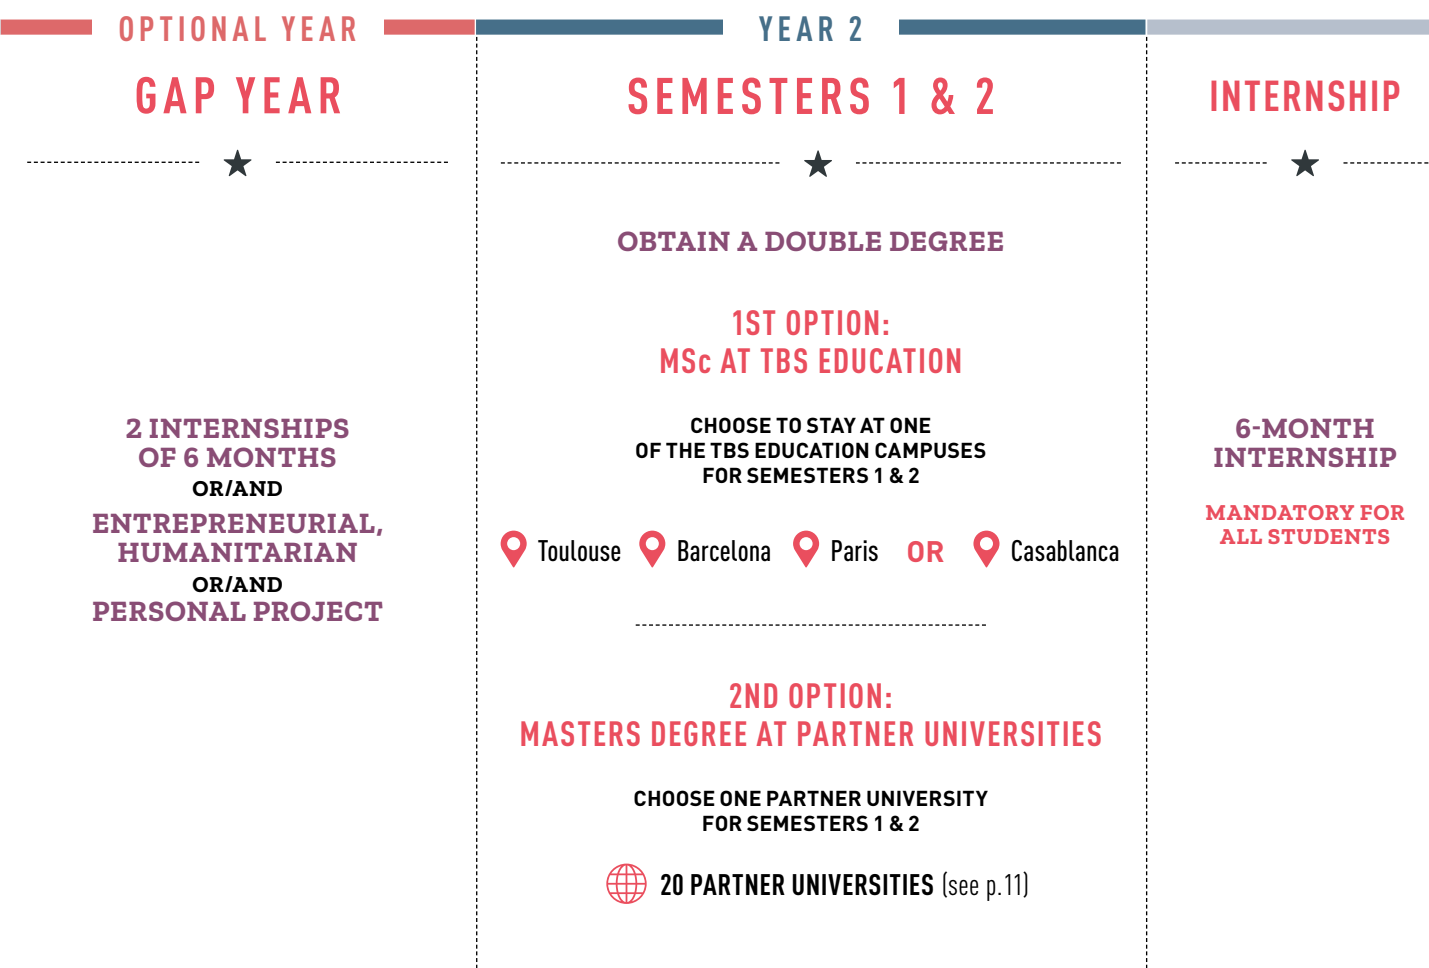 OPTIONAL YEAR
GAP YEAR
2 INTERNSHIPS
OF 6 MONTHS
OR/AND
ENTREPRENEURIAL,
HUMANITARIAN
OR/AND
PERSONAL PROJECT
YEAR 2
SEMESTERS 1 & 2
OBTAIN A DOUBLE DEGREE
1ST OPTION:
MSc AT TBS EDUCATION
CHOOSE TO STAY AT ONE
OF THE TBS EDUCATION CAMPUSES
FOR SEMESTERS 1 & 2
Toulouse Barcelona Paris OR Casablanca
2ND OPTION:
MASTERS DEGREE AT PARTNER UNIVERSITIES
CHOOSE ONE PARTNER UNIVERSITY
FOR SEMESTERS 1 & 2
20 PARTNER UNIVERSITIES (see p.11)
INTERNSHIP
6-MONTH
INTERNSHIP
MANDATORY FOR
ALL STUDENTS